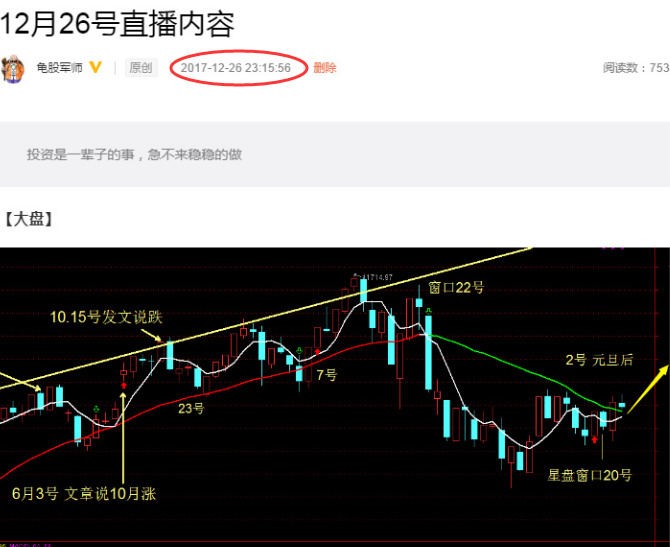 12月26号直播内容
龟股军师 原创 2017-12-26 23:15:56 删除 阅读数：753
投资是一辈子的事，急不来稳稳的做
【大盘】
11714.97
窗口22号
10.15号发文说跌
2号 元旦后
7号
23号
星盘窗口20号
6月3号 文章说10月涨